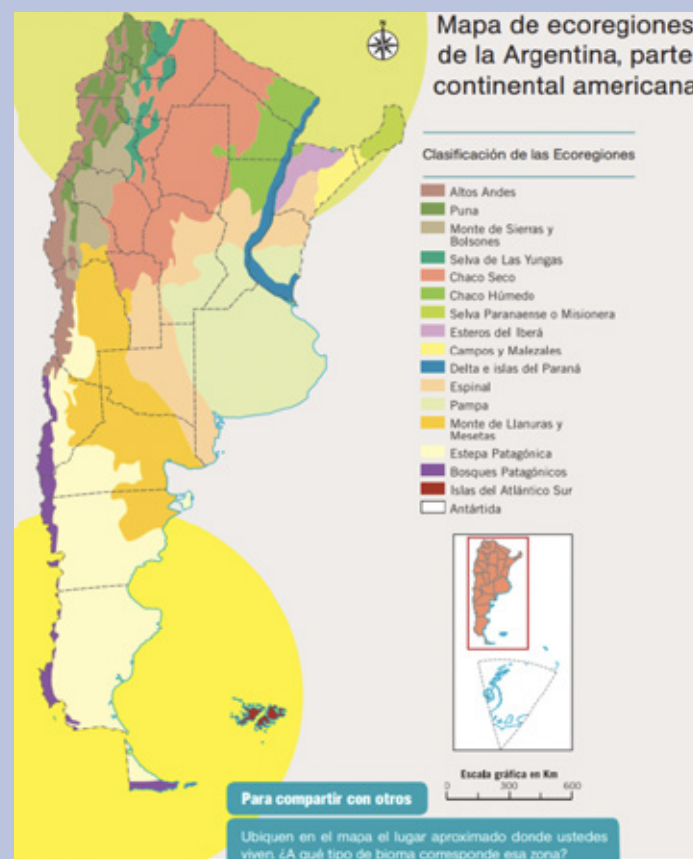 N
Mapa de ecoregiones
de la Argentina, parte
continental americana
Clasificación de las Ecoregiones
Altos Andes
Puna
Monte de Sierras y
Bolsones
Selva de Las Yungas
Chaco Seco
Chaco Húmedo
Selva Paranaense o Misionera
Esteros del Iberá
Campos y Malezales
Delta e islas del Paraná
Espinal
Pampa
Monte de Llanuras y
Mesetas
Estepa Patagónica
Bosques Patagónicos
Islas del Atlántico Sur
Antártida
Escala gráfica en Km
0 300 600
Para compartir con otros
Ubiquen en el mapa el lugar aproximado donde ustedes
viven. ¿A qué tipo de bioma corresponde esa zona?